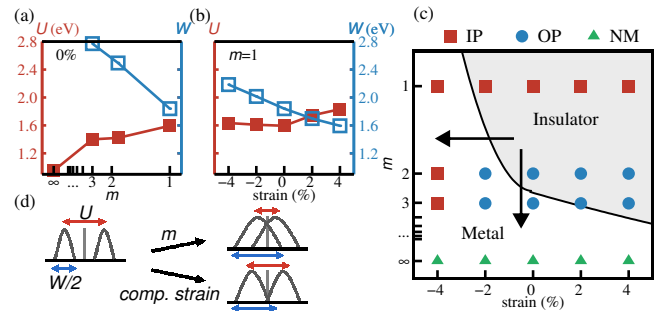 (a) U (eV) W
0%
2.8
2.4
2.0
1.6
1.2
∞ ... 3 2 1
m
(b) U (eV) W
m=1
2.8
2.4
2.0
1.6
1.2
−4 −2 0 2 4
strain (%)
(c)
IP OP NM
Insulator
Metal
m
1
2
3
...
∞
−4 −2 0 2 4
strain (%)
(d)
U
W/2
m
comp. strain